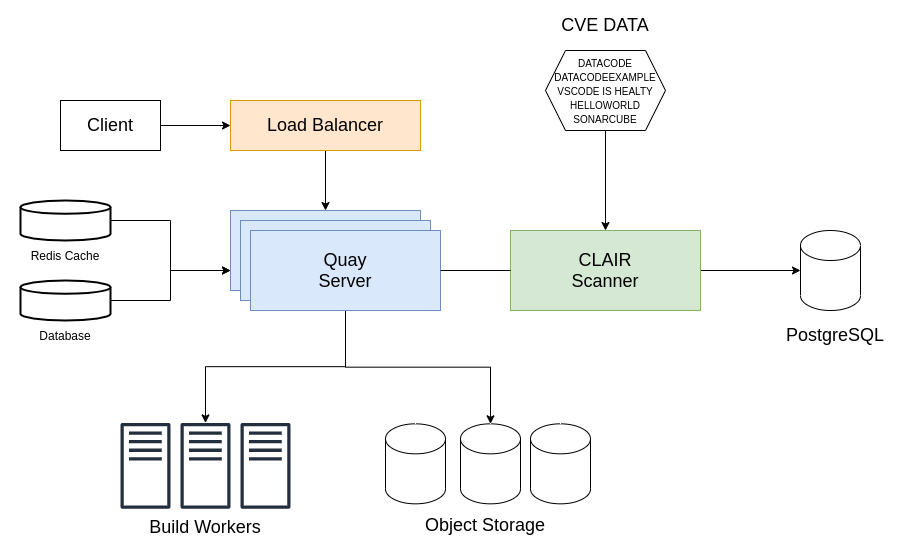 CVE DATA
DATACODE
DATACODEEXAMPLE
VSCODE IS HEALTY
HELLOWORLD
SONARCUBE
Client
Load Balancer
Redis Cache
Database
Quay
Server
CLAIR
Scanner
PostgreSQL
Build Workers
Object Storage